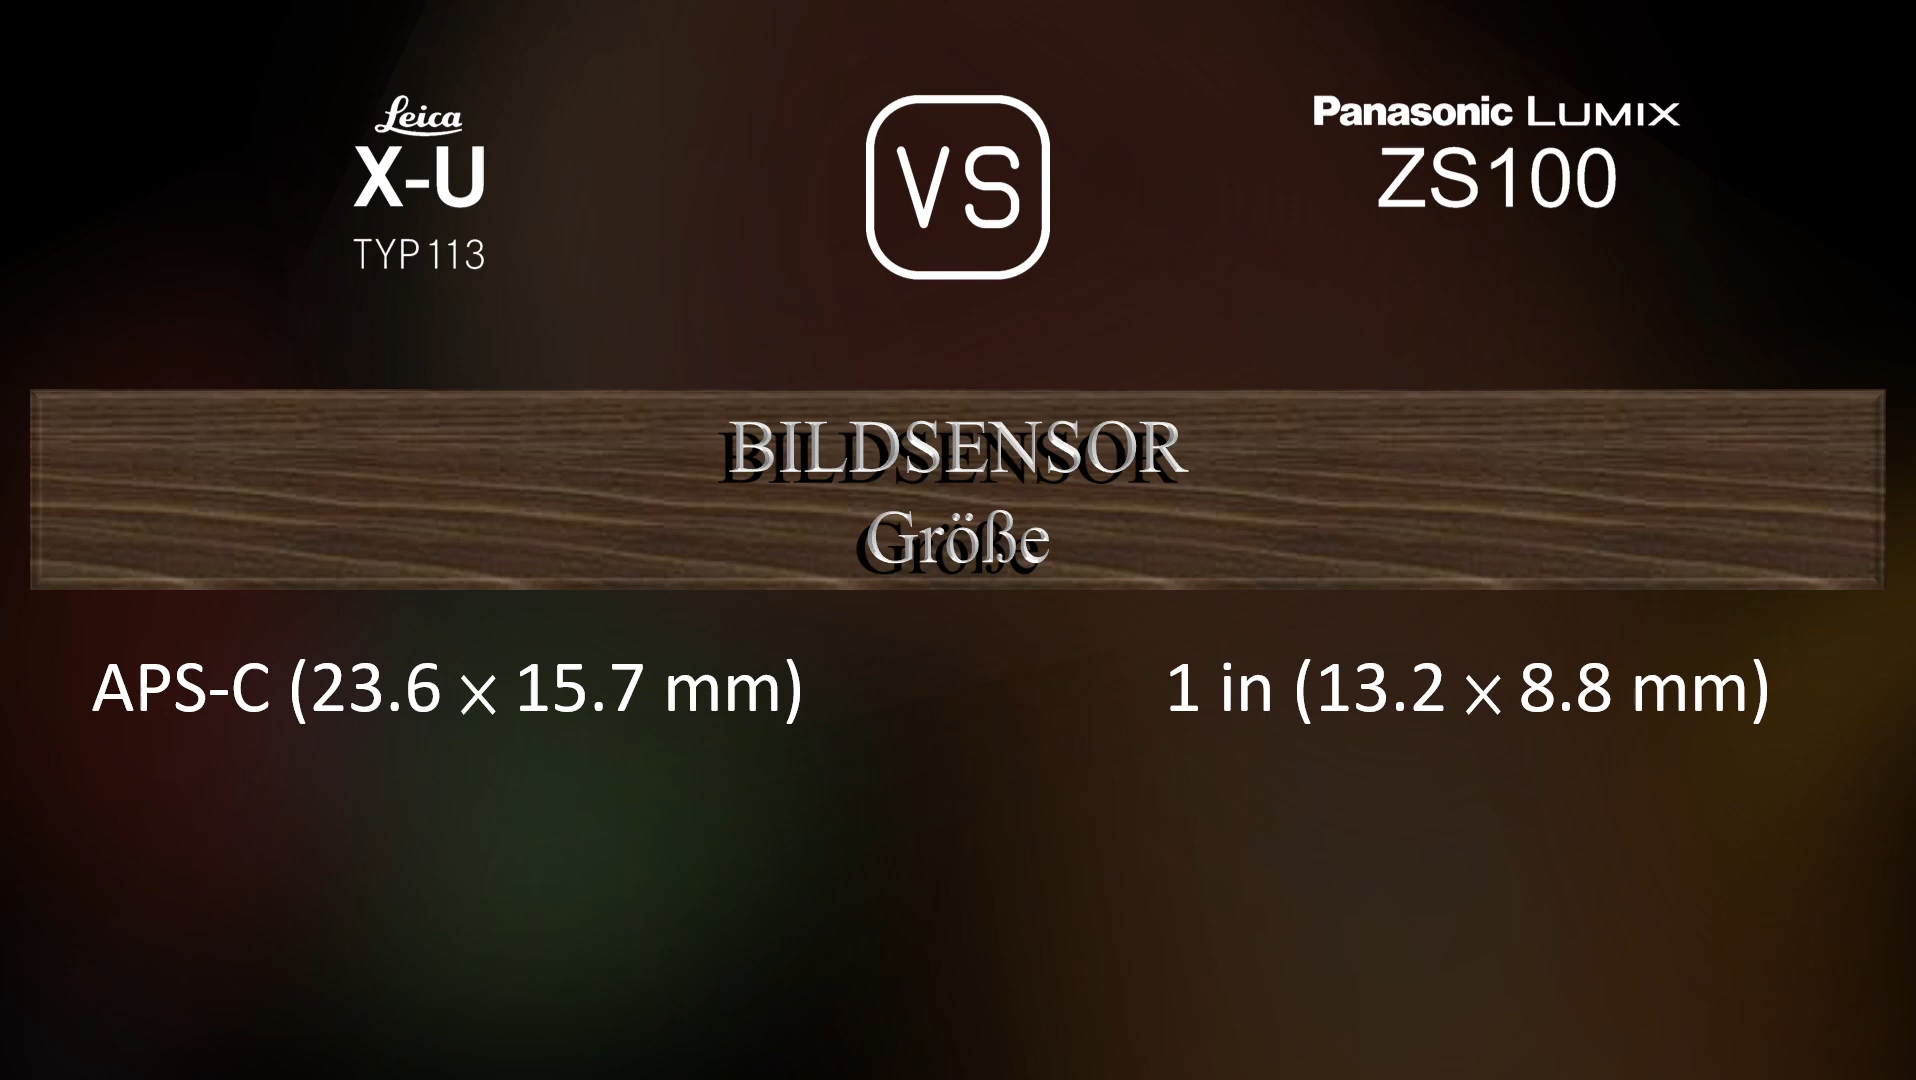 Leica
X-U
TYP 113
VS
Panasonic LUMIX
ZS100
BILDSENSOR
Größe
APS-C (23.6 x 15.7 mm)
1 in (13.2 x 8.8 mm)